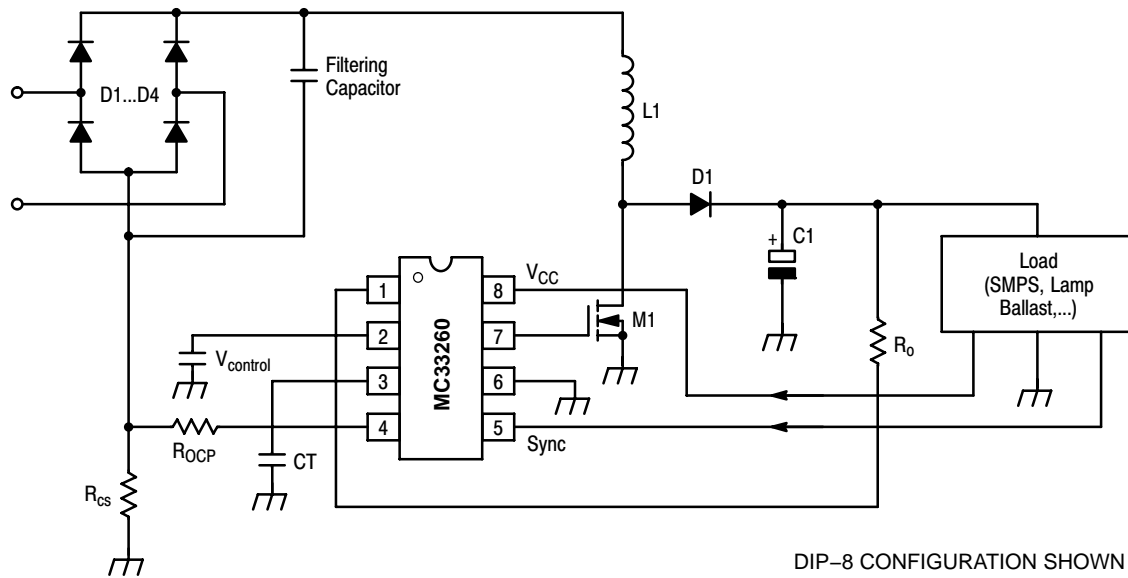 D1...D4
Filtering
Capacitor
L1
D1
+
C1
Load
(SMPS, Lamp
Ballast,...)
1
8
VCC
M1
2
7
Vcontrol
MC33260
Ro
3
6
4
5
Sync
ROCP
CT
Rcs
DIP–8 CONFIGURATION SHOWN